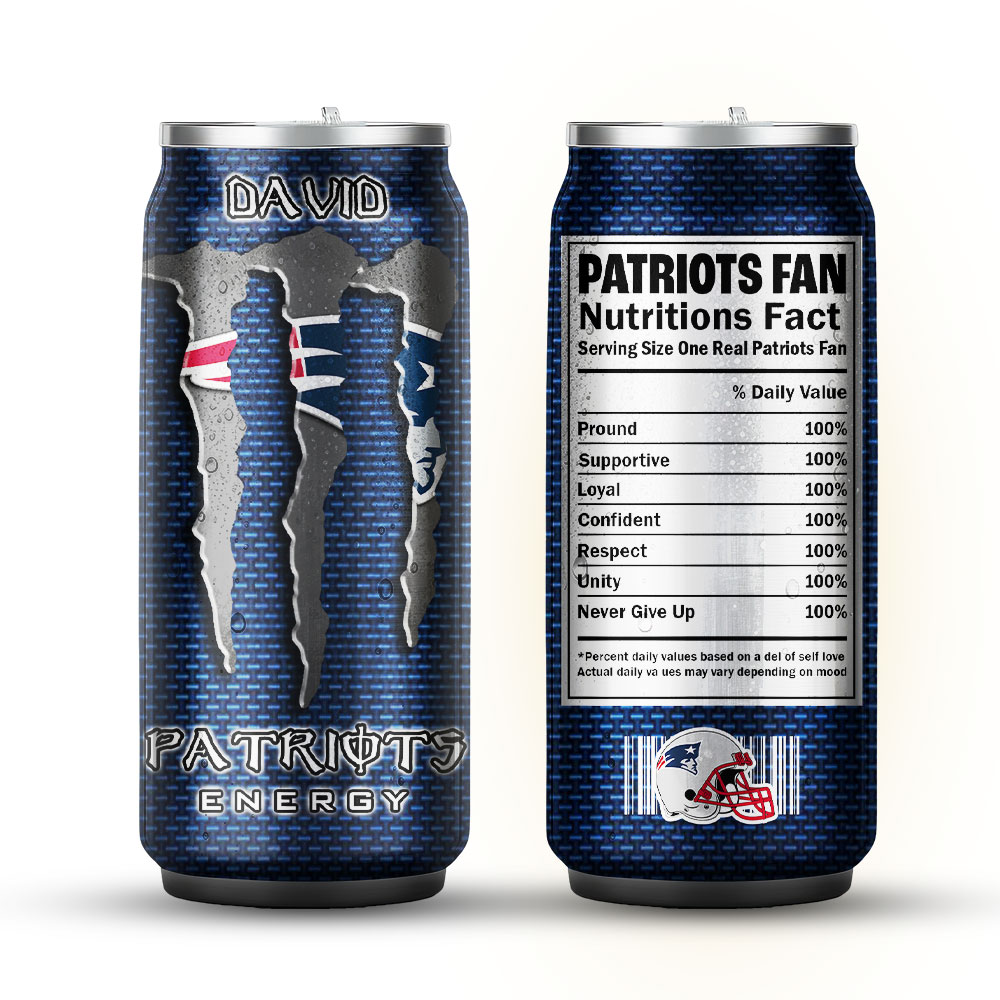 DAVID
PATRIOTS
ENERGY
PATRIOTS FAN
Nutritions Fact
Serving Size One Real Patriots Fan
% Daily Value
Pround 100%
Supportive 100%
Loyal 100%
Confident 100%
Respect 100%
Unity 100%
Never Give Up 100%
*Percent daily values based on a del of self love
Actual daily va ues may vary depending on mood